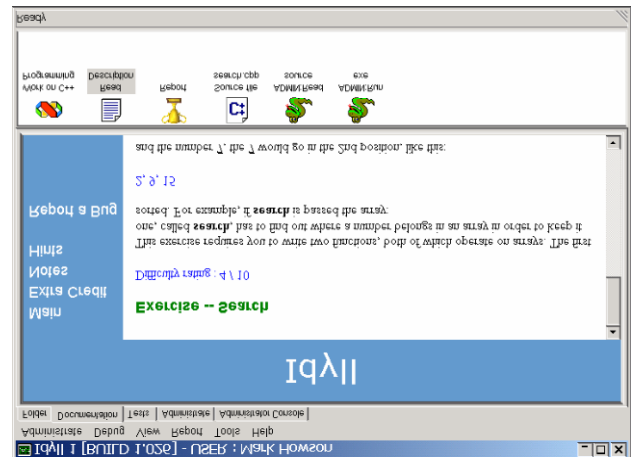 Idyll 1 [BUILD 1.026] - USER : Mark Howson
Administrate Debug View Report Tools Help
Folder Documentation Tests Administrate Administrator Console
Idyll
Main
Extra Credit
Notes
Hints
Report a Bug
Exercise -- Search
Difficulty rating : 4 / 10
This exercise requires you to write two functions, both of which operate on arrays. The first
one, called search, has to find out where a number belongs in an array in order to keep it
sorted. For example, if search is passed the array:
2, 9, 15
and the number 7, the 7 would go in the 2nd position, like this:
Work on C++
Programming
Read
Description
Report
Source file
search.cpp
ADMIN Read
source
ADMIN Run
exe
Ready